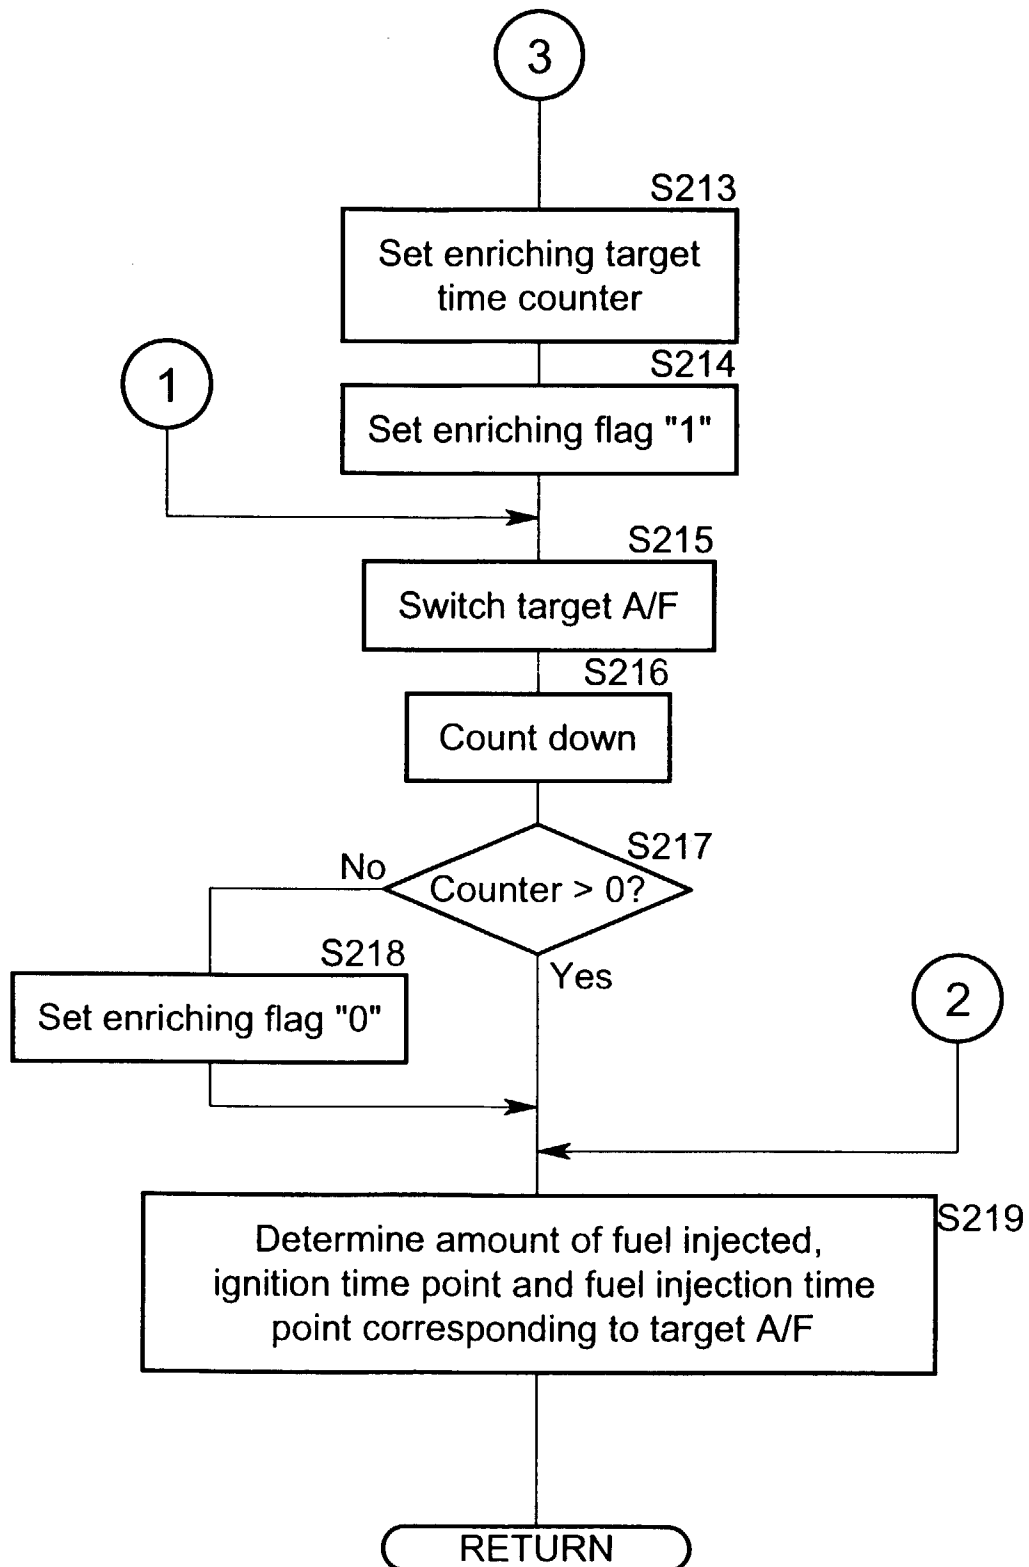 3
S213
Set enriching target
time counter
S214
1
Set enriching flag "1"
S215
Switch target A/F
S216
Count down
S217
No
Counter > 0?
S218
Yes
Set enriching flag "0"
2
S219
Determine amount of fuel injected,
ignition time point and fuel injection time
point corresponding to target A/F
RETURN